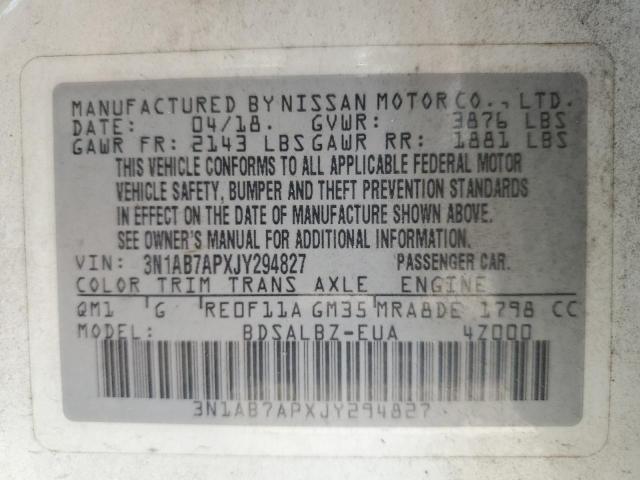 MANUFACTURED BY NISSAN MOTOR CO., LTD.
DATE: 04/18. GVWR: 3876 LBS
GAWR FR: 2143 LBS GAWR RR: 1881 LBS
THIS VEHICLE CONFORMS TO ALL APPLICABLE FEDERAL MOTOR
VEHICLE SAFETY, BUMPER AND THEFT PREVENTION STANDARDS
IN EFFECT ON THE DATE OF MANUFACTURE SHOWN ABOVE.
SEE OWNER'S MANUAL FOR ADDITIONAL INFORMATION.
VIN: 3N1AB7APXJY294827 PASSENGER CAR.
COLOR TRIM TRANS AXLE ENGINE
QM1 G RE0F11A GM35 MRA8DE 1798 CC
MODEL: BDSALBZ-EUA 4Z000
3N1AB7APXJY294827